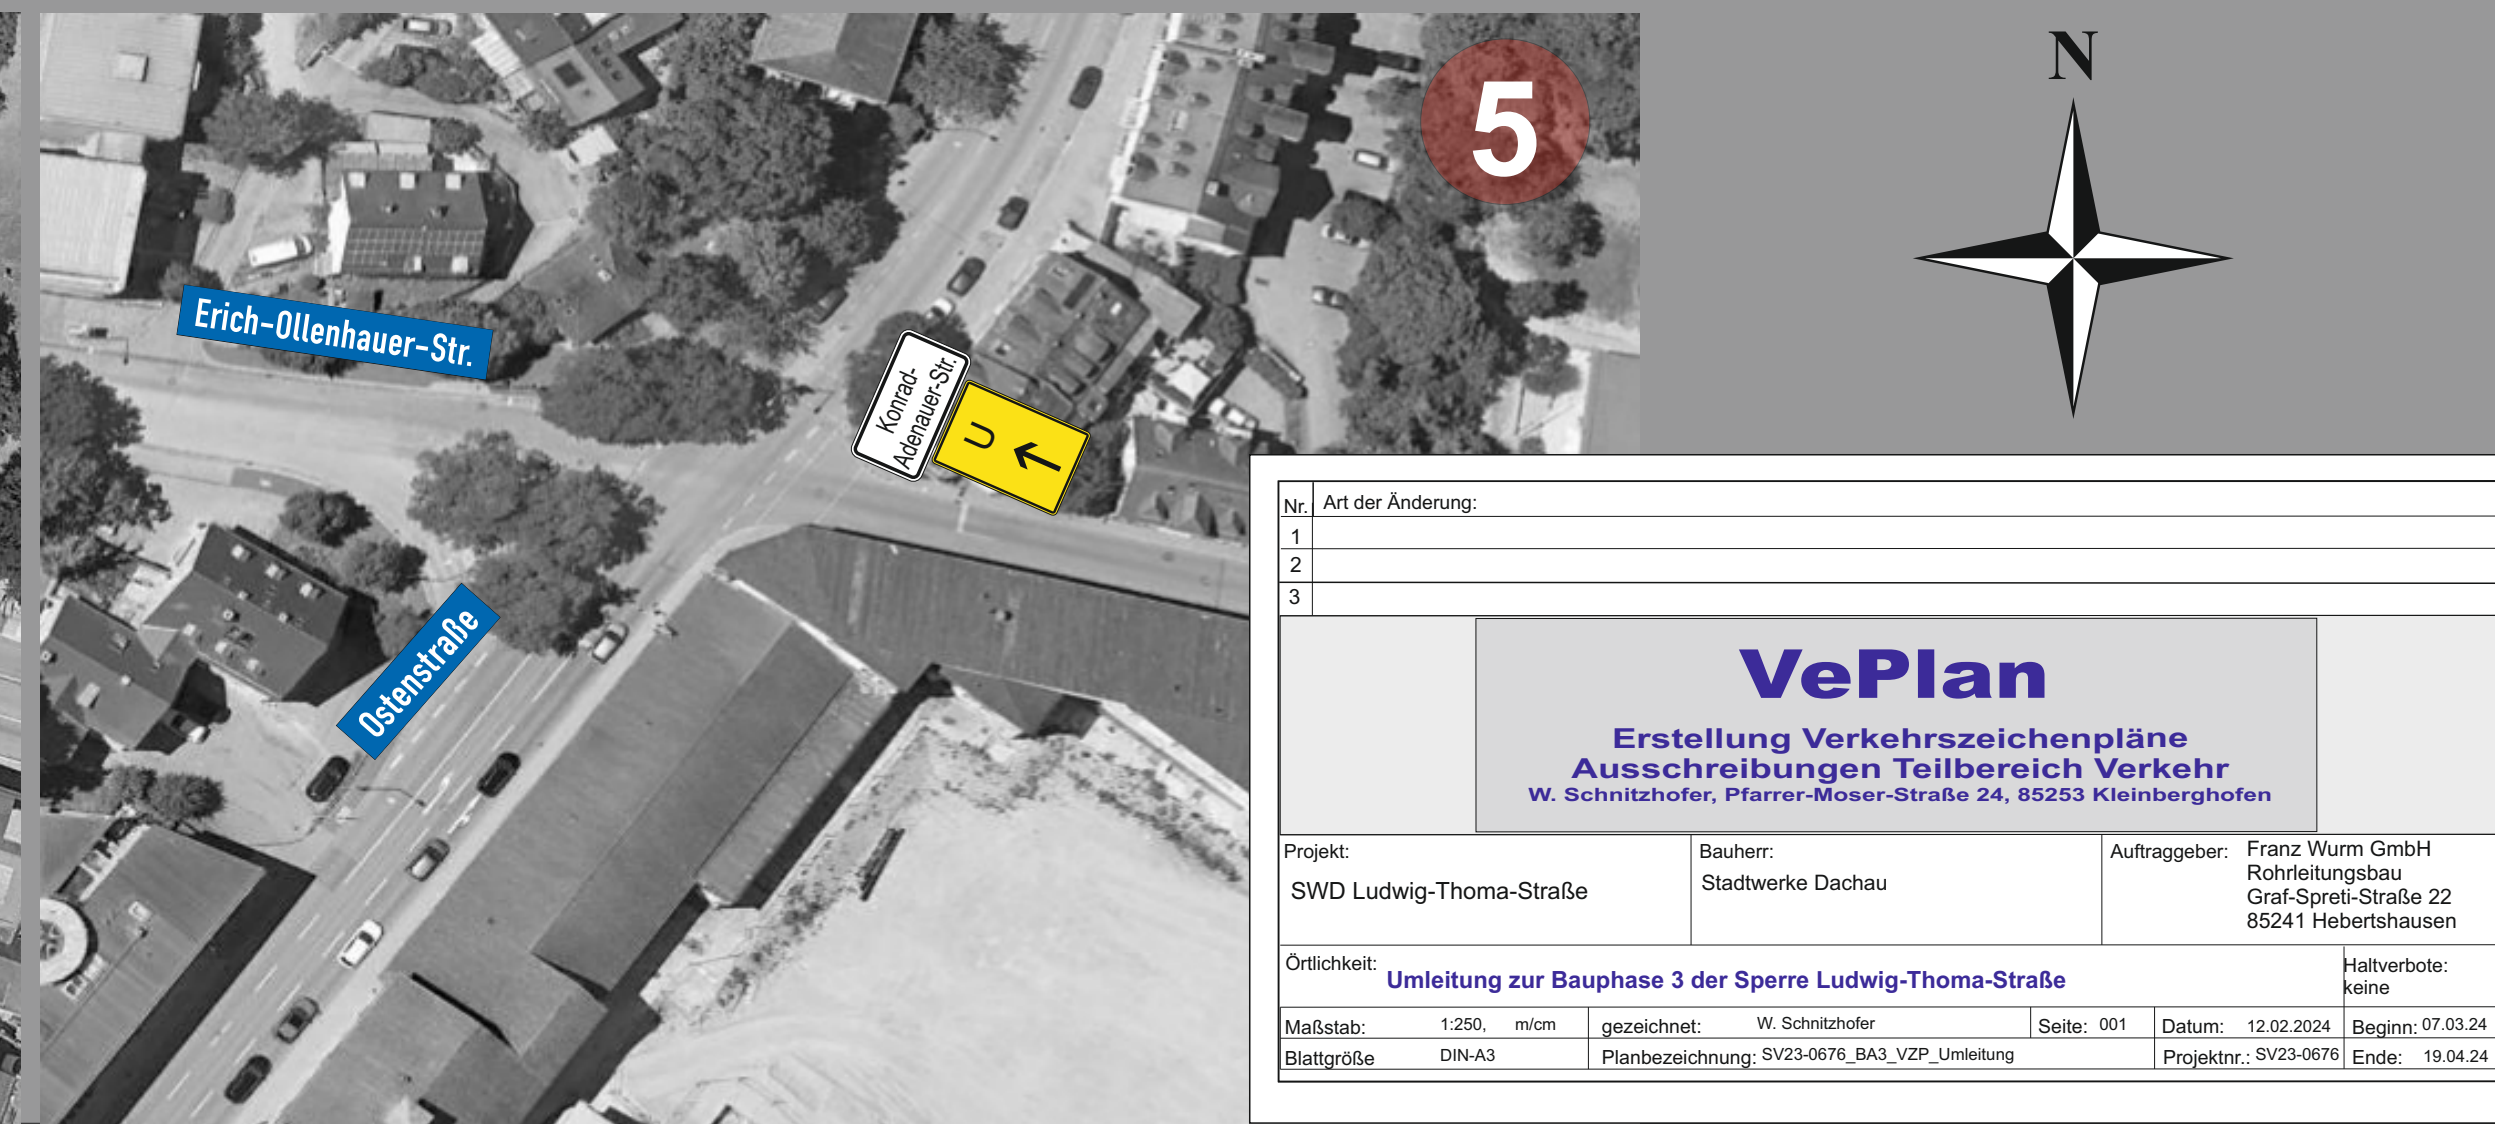 5
N
Erich-Ollenhauer-Str.
Konrad-
Adenauer-Str.
U
Ostenstraße
Nr. Art der Änderung:
1
2
3
VePlan
Erstellung Verkehrszeichenpläne
Ausschreibungen Teilbereich Verkehr
W. Schnitzhofer, Pfarrer-Moser-Straße 24, 85253 Kleinberghofen
Projekt:
SWD Ludwig-Thoma-Straße
Bauherr:
Stadtwerke Dachau
Auftraggeber: Franz Wurm GmbH
Rohrleitungsbau
Graf-Spreti-Straße 22
85241 Hebertshausen
Örtlichkeit:
Umleitung zur Bauphase 3 der Sperre Ludwig-Thoma-Straße
Haltverbote:
keine
Maßstab: 1:250, m/cm gezeichnet: W. Schnitzhofer Seite: 001 Datum: 12.02.2024 Beginn: 07.03.24
Blattgröße DIN-A3 Planbezeichnung: SV23-0676_BA3_VZP_Umleitung Projektnr.: SV23-0676 Ende: 19.04.24